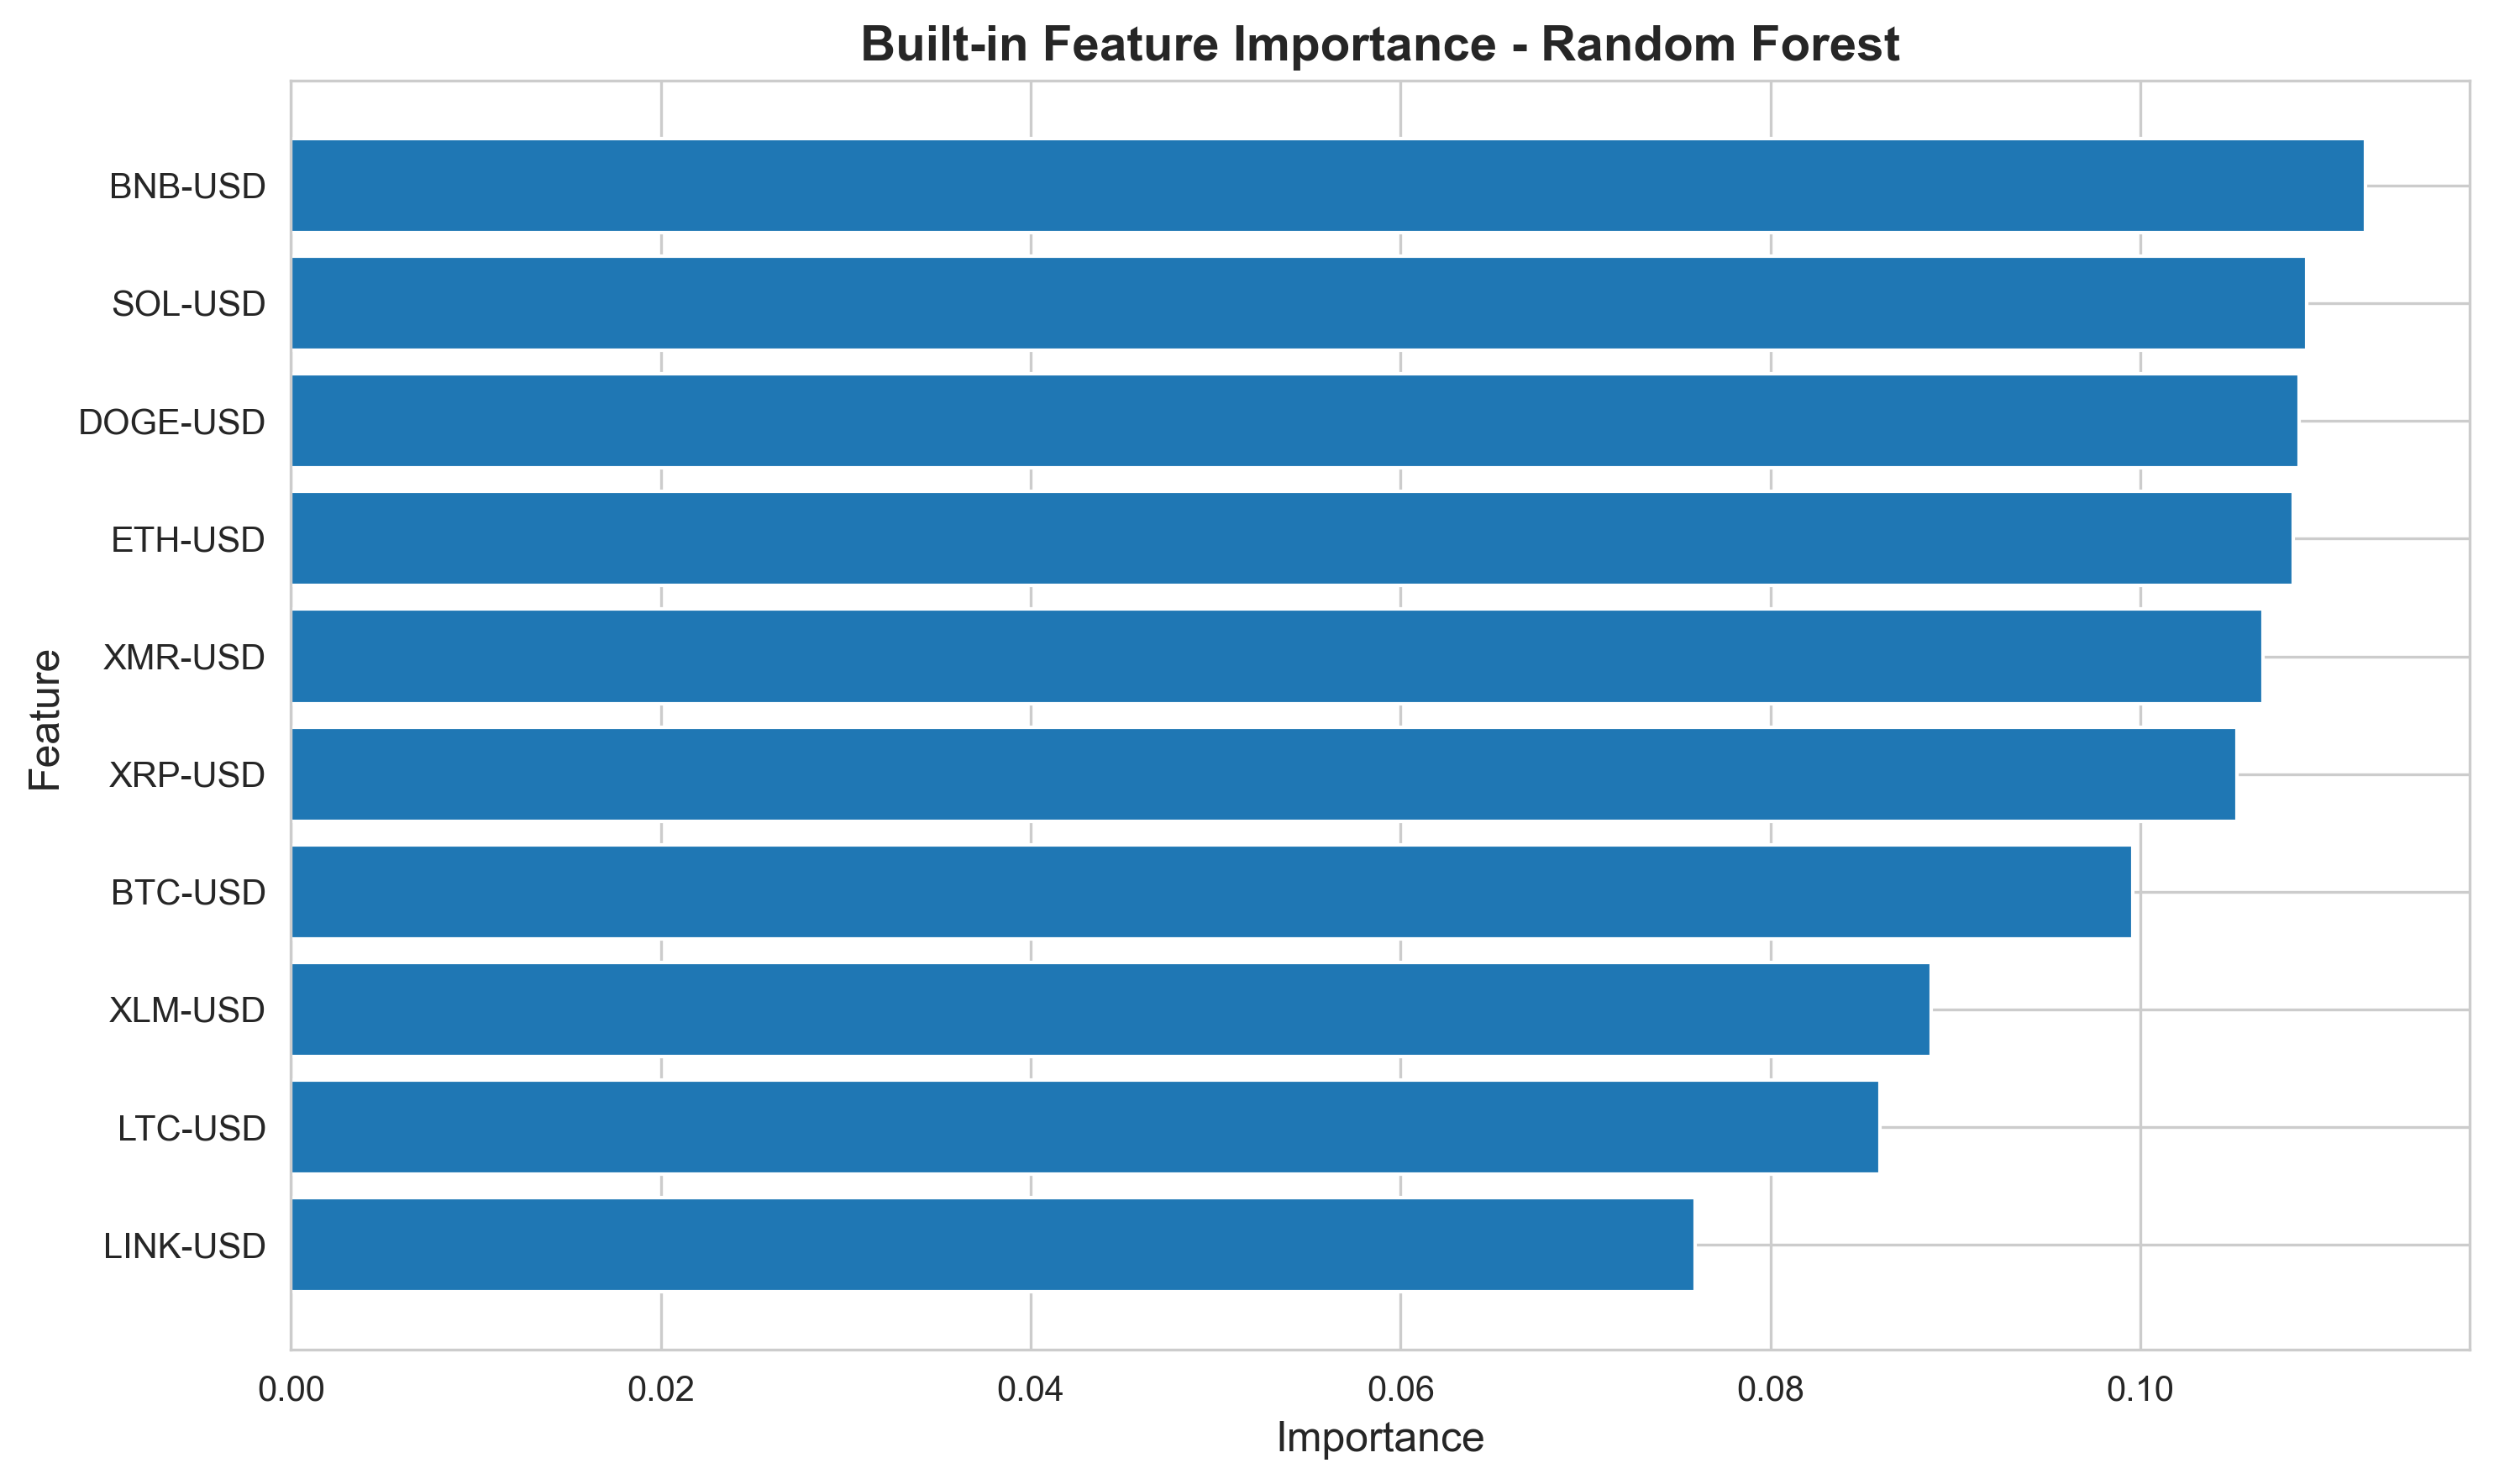 Built-in Feature Importance - Random Forest
Feature
BNB-USD
SOL-USD
DOGE-USD
ETH-USD
XMR-USD
XRP-USD
BTC-USD
XLM-USD
LTC-USD
LINK-USD
0.00 0.02 0.04 0.06 0.08 0.10
Importance